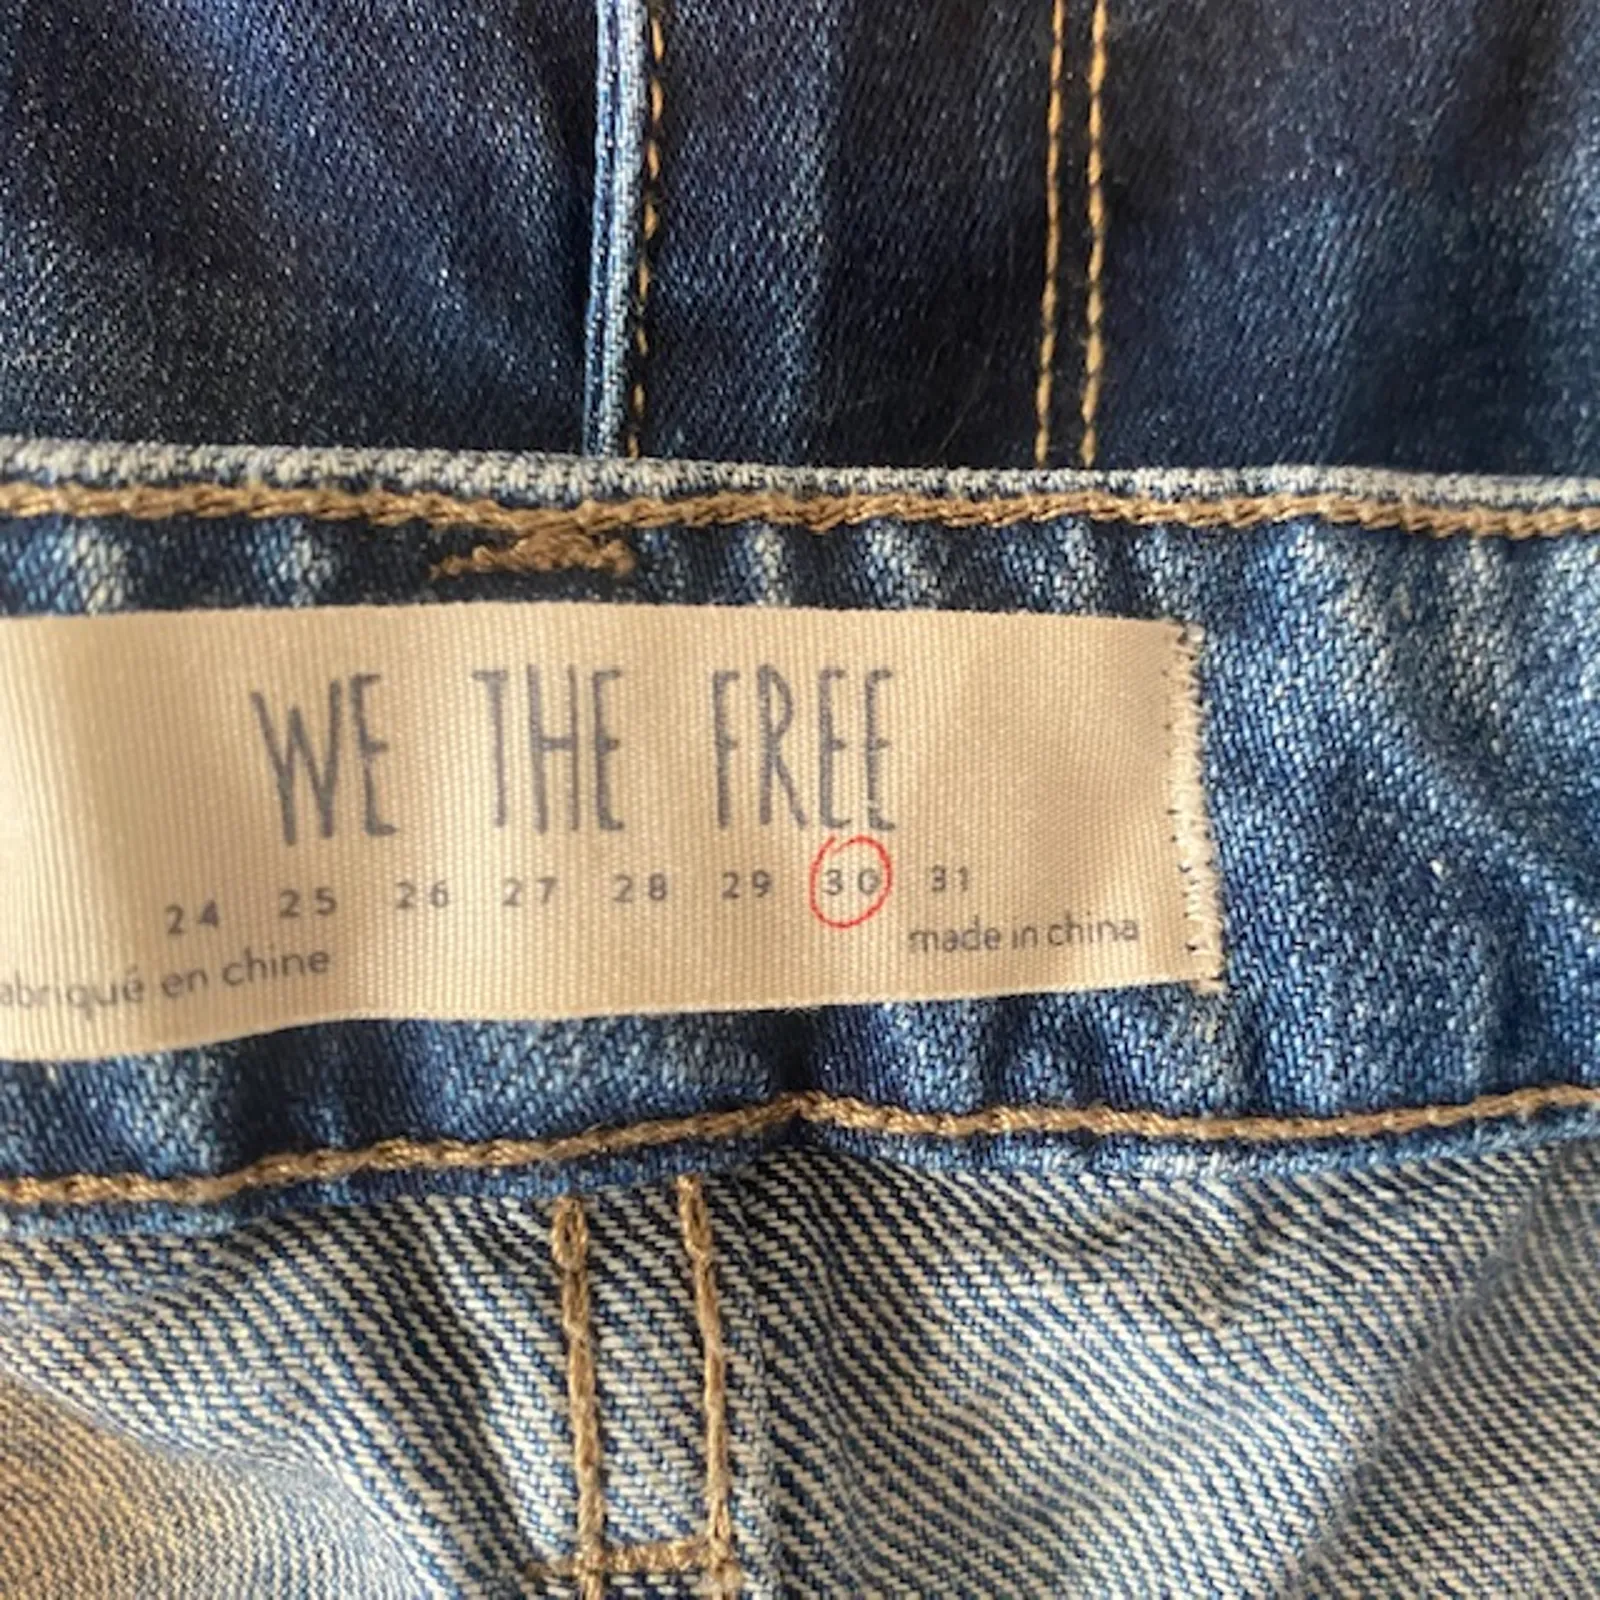 WE THE FREE
24 25 26 27 28 29 30 31
abriqué en chine made in china